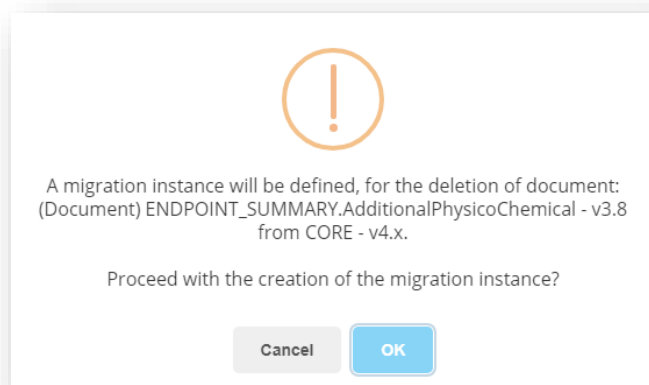 A migration instance will be defined, for the deletion of document:
(Document) ENDPOINT_SUMMARY.AdditionalPhysicoChemical - v3.8
from CORE - v4.x.
Proceed with the creation of the migration instance?
Cancel
OK